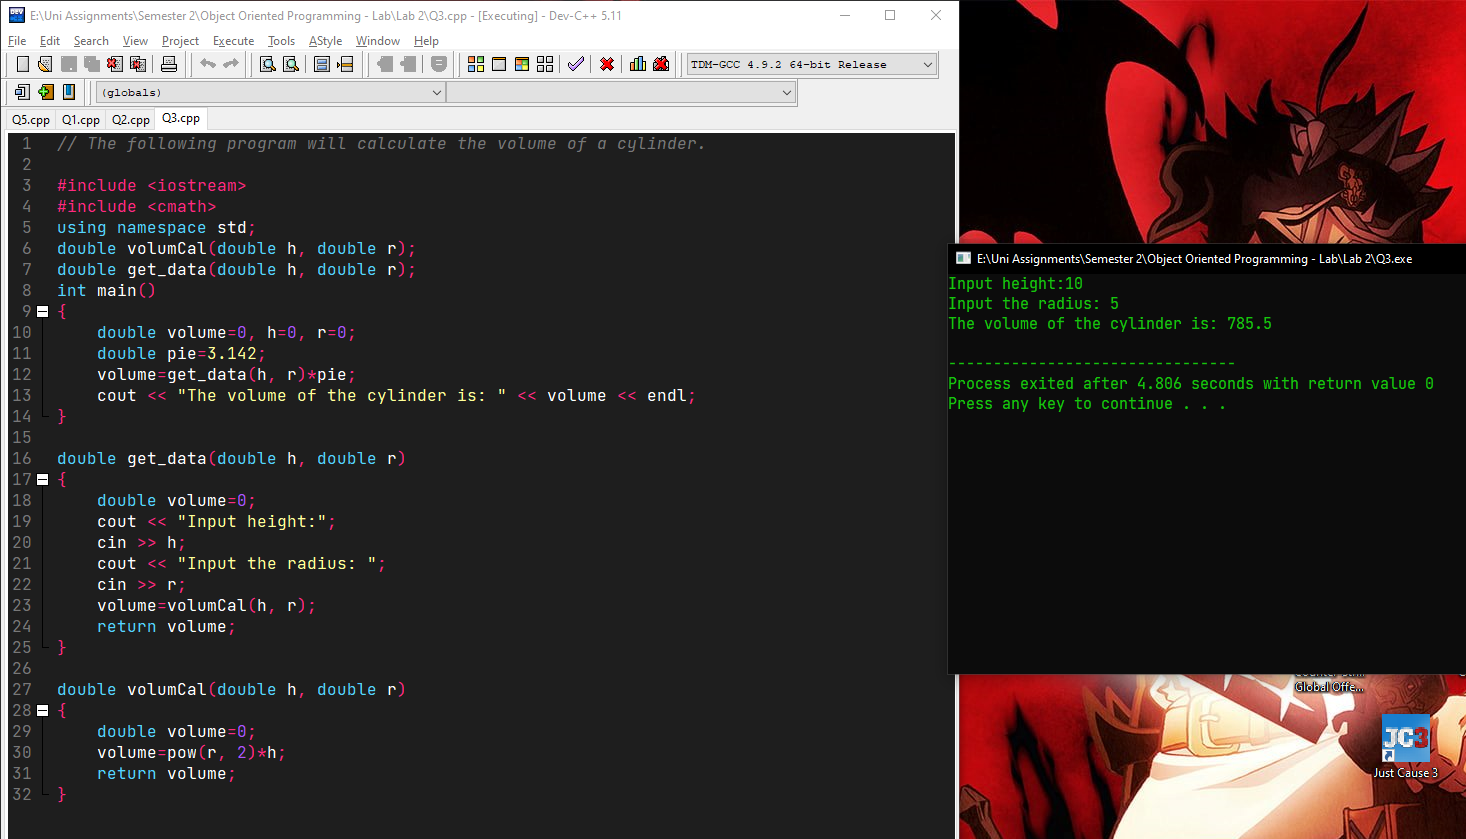 E:\Uni Assignments\Semester 2\Object Oriented Programming - Lab\Lab 2\Q3.cpp - [Executing] - Dev-C++ 5.11
File Edit Search View Project Execute Tools AStyle Window Help
TDM-GCC 4.9.2 64-bit Release
(globals)
Q5.cpp Q1.cpp Q2.cpp Q3.cpp
1 // The following program will calculate the volume of a cylinder.
2
3 #include <iostream>
4 #include <cmath>
5 using namespace std;
6 double volumCal(double h, double r);
7 double get_data(double h, double r);
8 int main()
9 {
10 double volume=0, h=0, r=0;
11 double pie=3.142;
12 volume=get_data(h, r)*pie;
13 cout << "The volume of the cylinder is: " << volume << endl;
14 }
15
16 double get_data(double h, double r)
17 {
18 double volume=0;
19 cout << "Input height:";
20 cin >> h;
21 cout << "Input the radius: ";
22 cin >> r;
23 volume=volumCal(h, r);
24 return volume;
25 }
26
27 double volumCal(double h, double r)
28 {
29 double volume=0;
30 volume=pow(r, 2)*h;
31 return volume;
32 }
E:\Uni Assignments\Semester 2\Object Oriented Programming - Lab\Lab 2\Q3.exe
Input height:10
Input the radius: 5
The volume of the cylinder is: 785.5
--------------------------------
Process exited after 4.806 seconds with return value 0
Press any key to continue . . .
Global Offe...
JC3
Just Cause 3